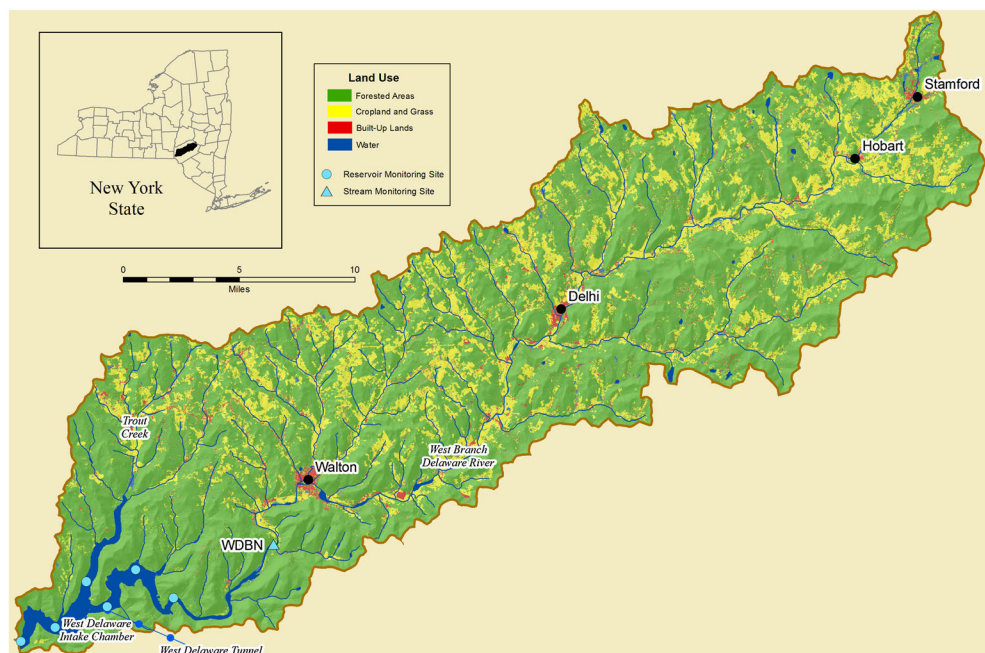 New York
State
Land Use
Forested Areas
Cropland and Grass
Built-Up Lands
Water
Reservoir Monitoring Site
Stream Monitoring Site
0
5
10
Miles
Stamford
Hobart
Delhi
Trout
Creek
West Branch
Delaware River
Walton
WDBN
West Delaware
Intake Chamber
West Delaware Tunnel